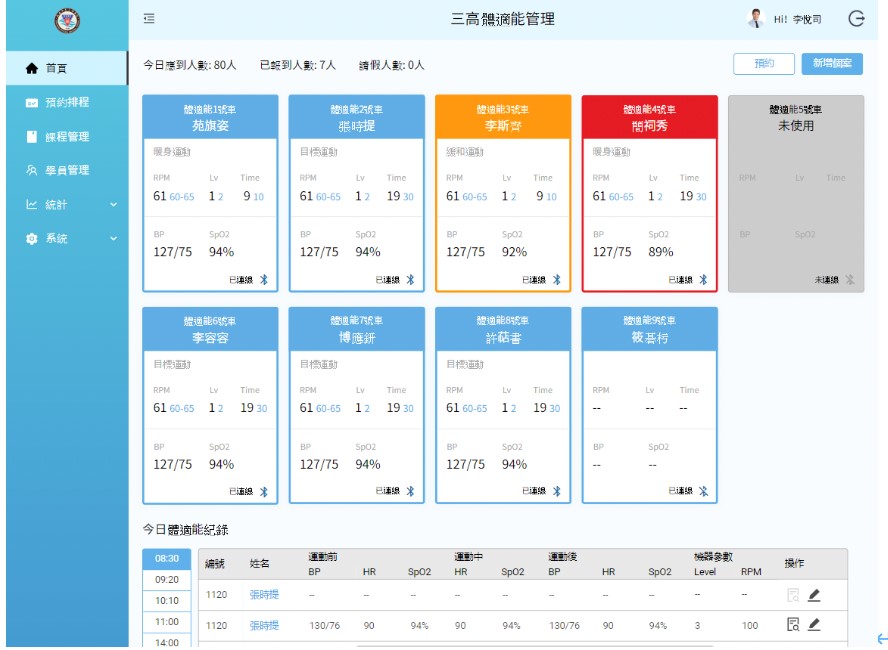 三高體適能管理
Hi! 李悅司
首頁
預約排程
課程管理
學員管理
統計
系統
今日應到人數: 80人 已報到人數: 7人 請假人數: 0人
預約
新增個案
體適能1號車
苑旗姿
暖身運動
RPM Lv Time
61 60-65 1 2 9 10
BP SpO2
127/75 94%
已連線
體適能2號車
張時提
目標運動
RPM Lv Time
61 60-65 1 2 19 30
BP SpO2
127/75 94%
已連線
體適能3號車
李斯齊
緩和運動
RPM Lv Time
61 60-65 1 2 9 10
BP SpO2
127/75 92%
已連線
體適能4號車
閻祠秀
暖身運動
RPM Lv Time
61 60-65 1 2 19 30
BP SpO2
127/75 89%
已連線
體適能5號車
未使用
RPM Lv Time
BP SpO2
未連線
體適能6號車
李容容
目標運動
RPM Lv Time
61 60-65 1 2 19 30
BP SpO2
127/75 94%
已連線
體適能7號車
博應鉼
目標運動
RPM Lv Time
61 60-65 1 2 19 30
BP SpO2
127/75 94%
已連線
體適能8號車
許萜書
目標運動
RPM Lv Time
61 60-65 1 2 19 30
BP SpO2
127/75 94%
已連線
體適能9號車
RPM Lv Time
-- -- --
BP SpO2
-- --
已連線
今日體適能紀錄
08:30
09:20
10:10
11:00
14:00
編號 姓名 運動前 運動中 運動後 機器參數 操作
BP HR SpO2 HR SpO2 BP HR SpO2 Level RPM
1120 張時提 -- -- -- -- -- -- -- -- -- --
1120 張時提 130/76 90 94% 90 94% 130/76 90 94% 3 100